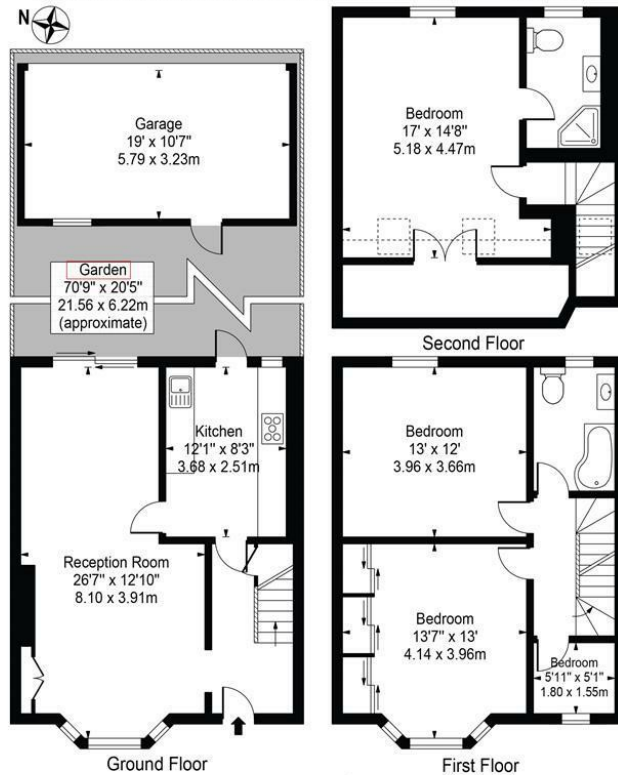 N
Garage
19' x 10'7"
5.79 x 3.23m
Garden
70'9" x 20'5"
21.56 x 6.22m
(approximate)
Kitchen
12'1" x 8'3"
3.68 x 2.51m
Reception Room
26'7" x 12'10"
8.10 x 3.91m
Ground Floor
Bedroom
17' x 14'8"
5.18 x 4.47m
Second Floor
Bedroom
13' x 12'
3.96 x 3.66m
Bedroom
13'7" x 13'
4.14 x 3.96m
Bedroom
5'11" x 5'1"
1.80 x 1.55m
First Floor